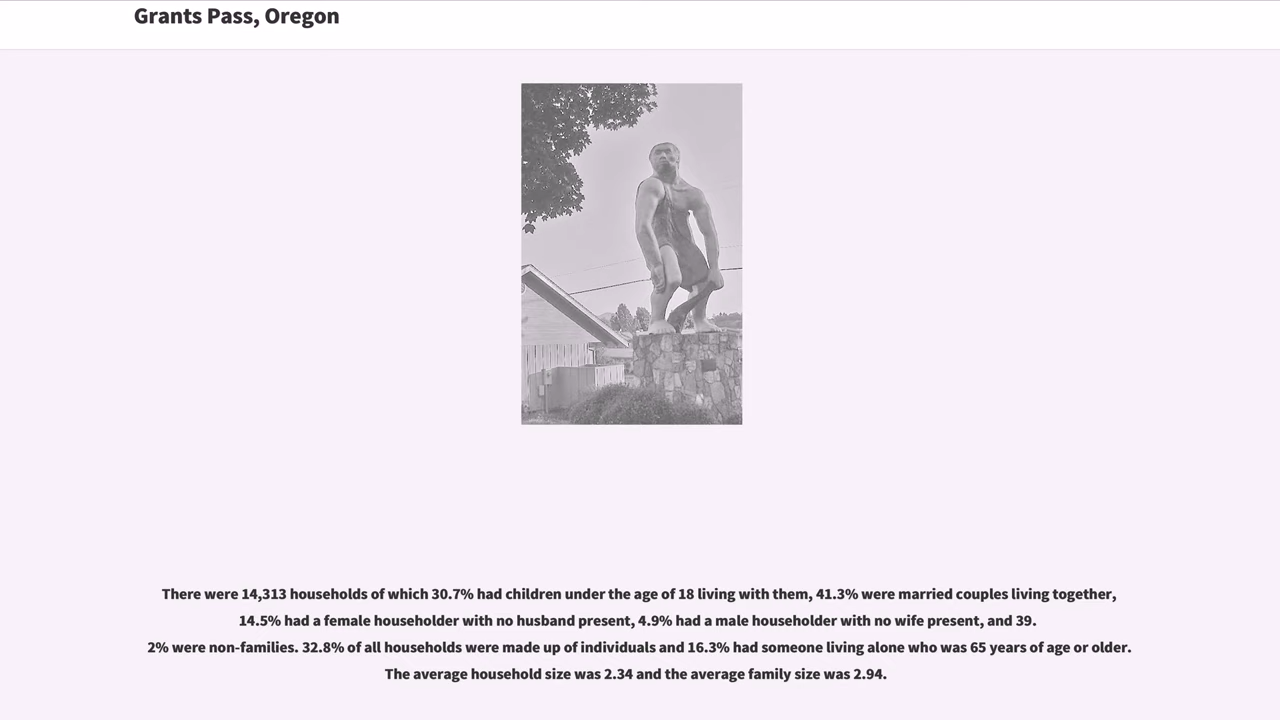 Grants Pass, Oregon
There were 14,313 households of which 30.7% had children under the age of 18 living with them, 41.3% were married couples living together,
14.5% had a female householder with no husband present, 4.9% had a male householder with no wife present, and 39.
2% were non-families. 32.8% of all households were made up of individuals and 16.3% had someone living alone who was 65 years of age or older.
The average household size was 2.34 and the average family size was 2.94.